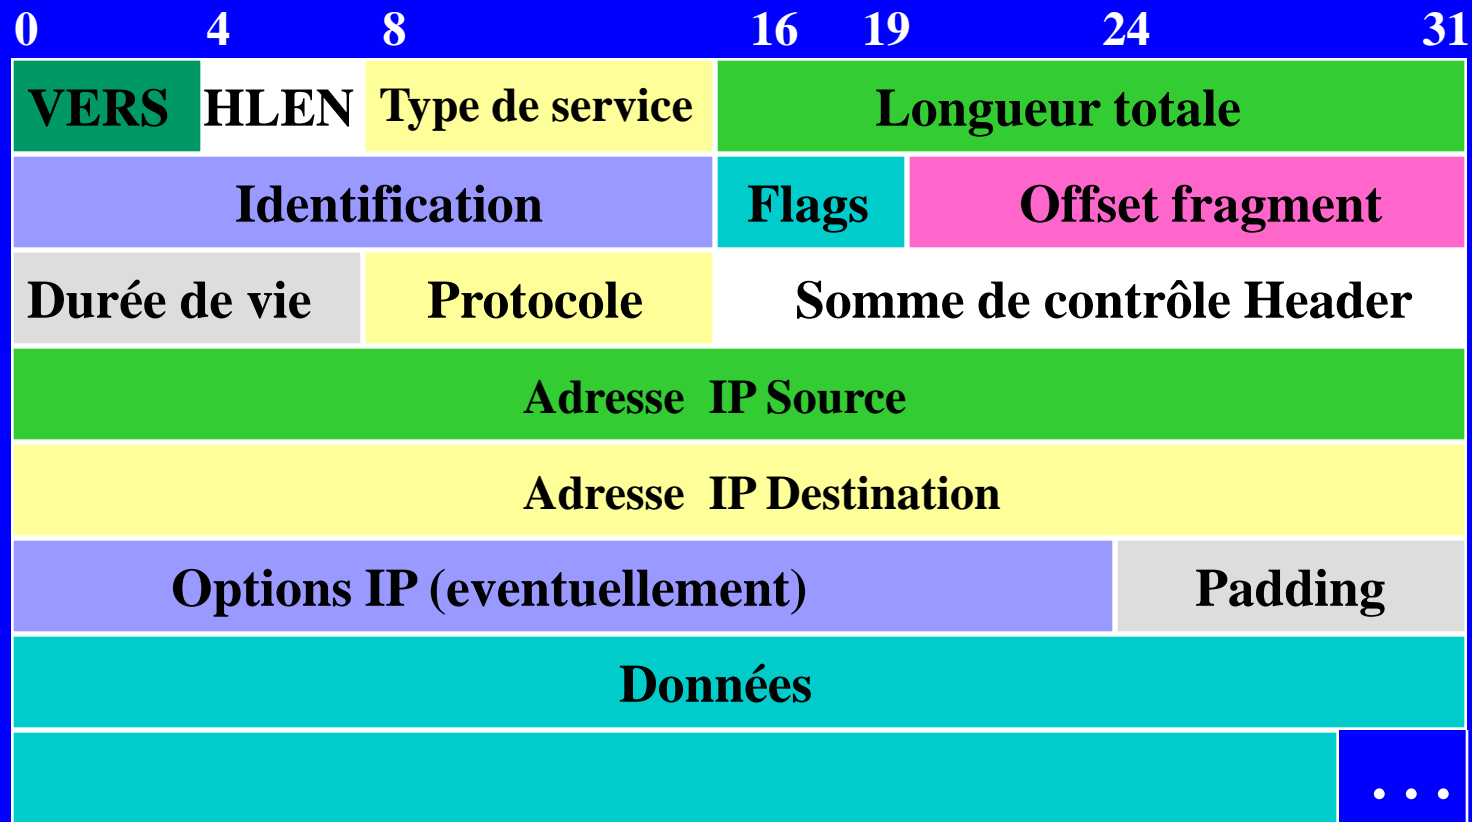 0 4 8 16 19 24 31
VERS HLEN Type de service Longueur totale
Identification Flags Offset fragment
Durée de vie Protocole Somme de contrôle Header
Adresse IP Source
Adresse IP Destination
Options IP (eventuellement) Padding
Données
...